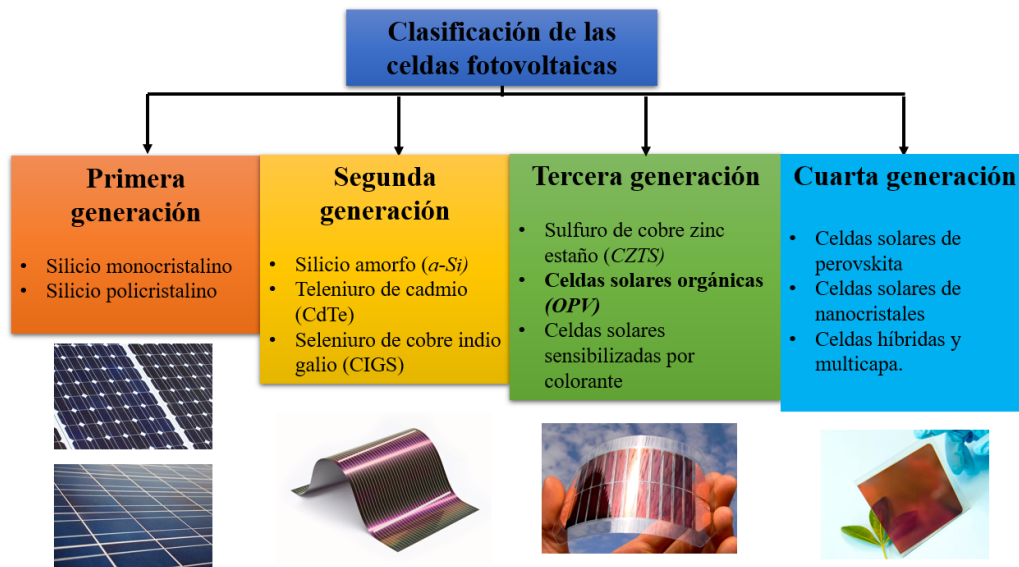 Clasificación de las
celdas fotovoltaicas
Primera
generación
• Silicio monocristalino
• Silicio policristalino
Segunda
generación
• Silicio amorfo (a-Si)
• Teleniuro de cadmio
(CdTe)
• Seleniuro de cobre indio
galio (CIGS)
Tercera generación
• Sulfuro de cobre zinc
estaño (CZTS)
• Celdas solares orgánicas
(OPV)
• Celdas solares
sensibilizadas por
colorante
Cuarta generación
• Celdas solares de
perovskita
• Celdas solares de
nanocristales
• Celdas híbridas y
multicapa.